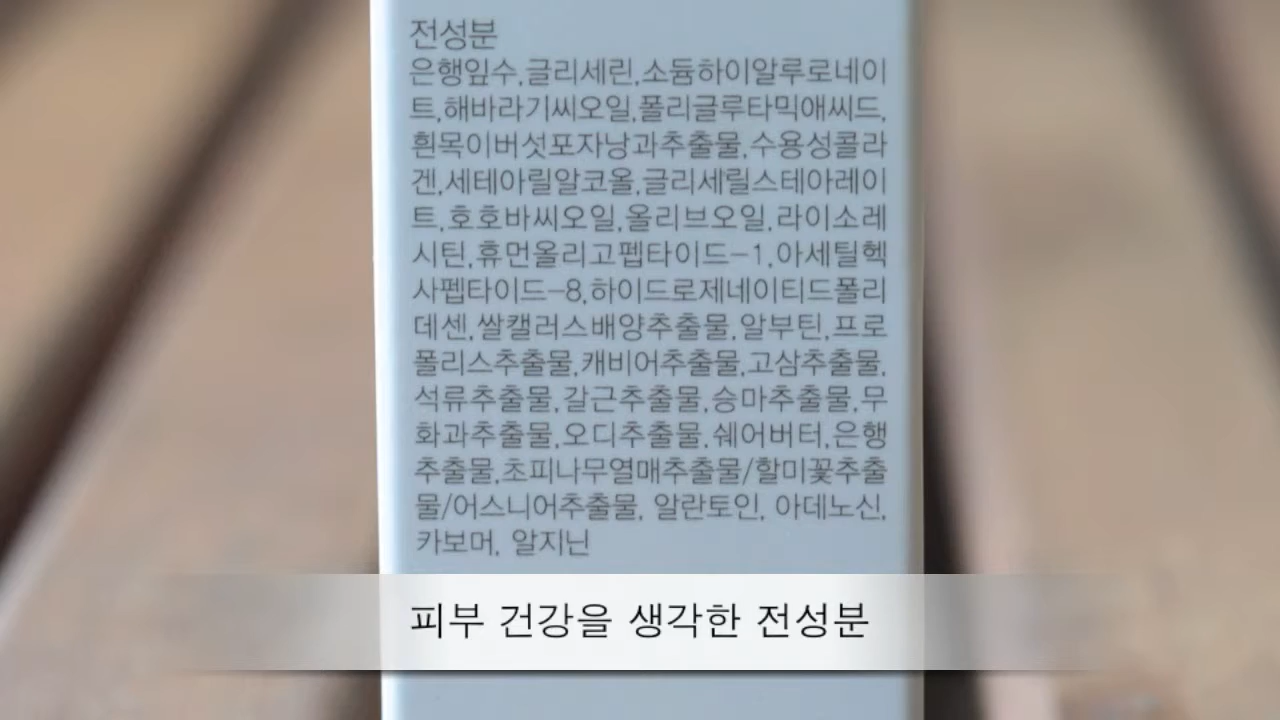 전성분
은행잎수,글리세린,소듐하이알루로네이
트,해바라기씨오일,폴리글루타믹애씨드,
흰목이버섯포자낭과추출물,수용성콜라
겐,세테아릴알코올,글리세릴스테아레이
트,호호바씨오일,올리브오일,라이소레
시틴,휴먼올리고펩타이드-1,아세틸헥
사펩타이드-8,하이드로제네이티드폴리
데센,쌀캘러스배양추출물,알부틴,프로
폴리스추출물,캐비어추출물,고삼추출물,
석류추출물,갈근추출물,승마추출물,무
화과추출물,오디추출물,쉐어버터,은행
추출물,초피나무열매추출물/할미꽃추출
물/어스니어추출물, 알란토인, 아데노신,
카보머, 알지닌
피부 건강을 생각한 전성분